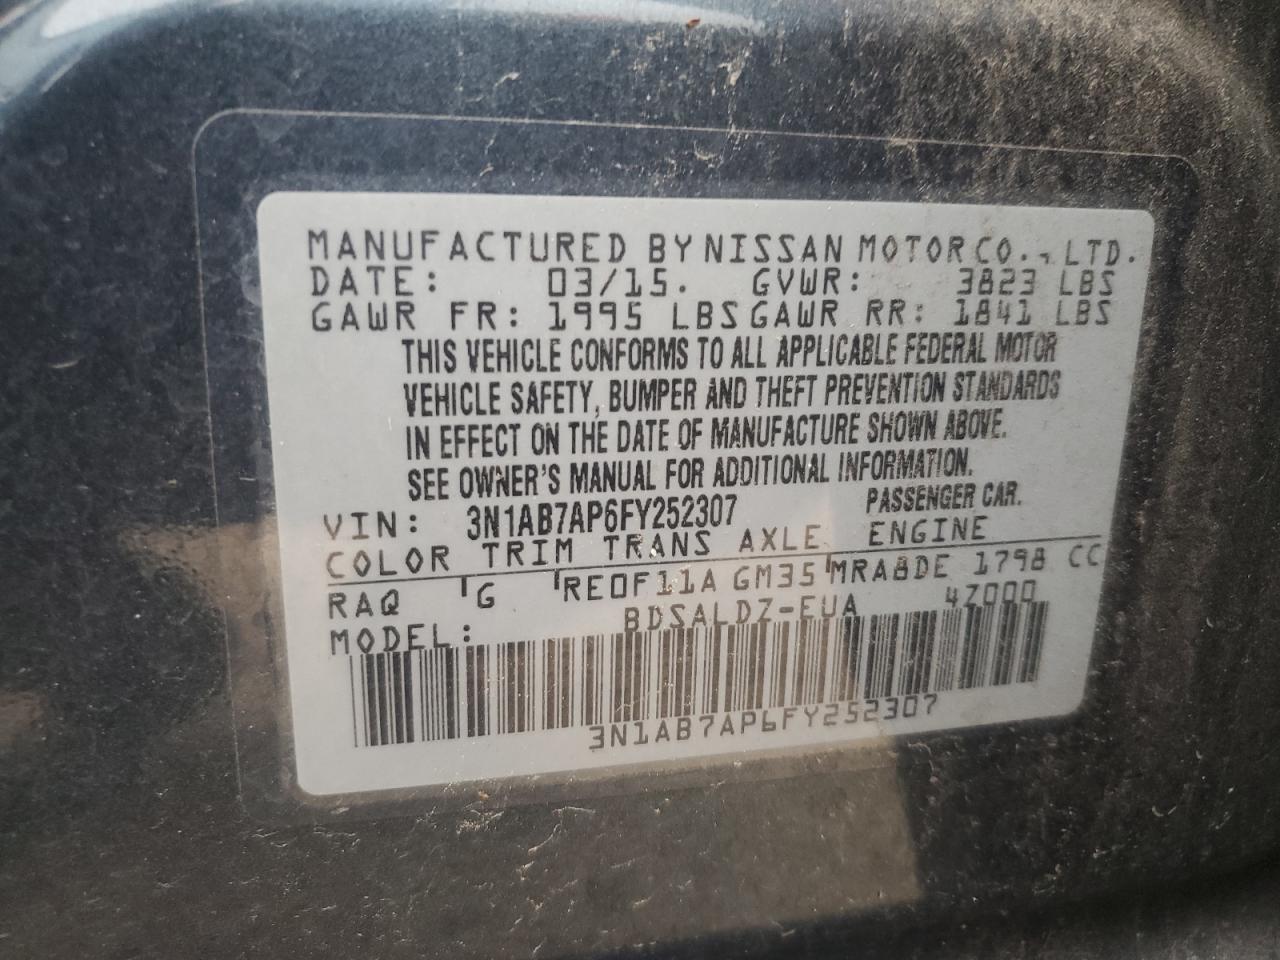 MANUFACTURED BY NISSAN MOTOR CO., LTD.
DATE: 03/15. GVWR: 3823 LBS
GAWR FR: 1995 LBS GAWR RR: 1841 LBS
THIS VEHICLE CONFORMS TO ALL APPLICABLE FEDERAL MOTOR
VEHICLE SAFETY, BUMPER AND THEFT PREVENTION STANDARDS
IN EFFECT ON THE DATE OF MANUFACTURE SHOWN ABOVE.
SEE OWNER'S MANUAL FOR ADDITIONAL INFORMATION.
VIN: 3N1AB7AP6FY252307 PASSENGER CAR.
COLOR TRIM TRANS AXLE ENGINE
RAQ G RE0F11A GM35 MRA8DE 1798 CC
MODEL: BDSALDZ-EUA 4Z000
3N1AB7AP6FY252307